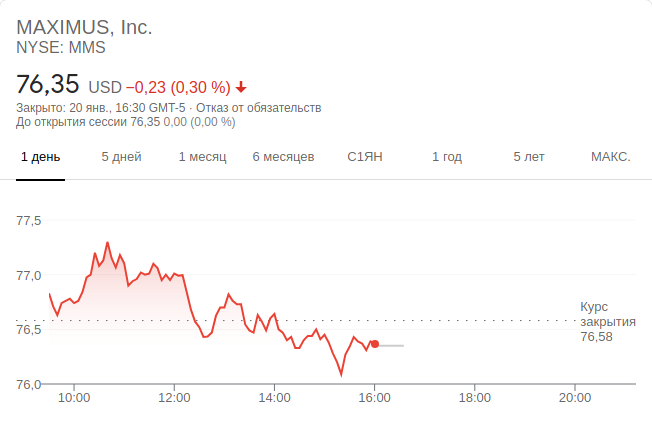 MAXIMUS, Inc.
NYSE: MMS
76,35 USD −0,23 (0,30 %)
Закрыто: 20 янв., 16:30 GMT-5 · Отказ от обязательств
До открытия сессии 76,35 0,00 (0,00 %)
1 день 5 дней 1 месяц 6 месяцев С1ЯН 1 год 5 лет МАКС.
77,5
77,0
Курс
закрытия
76,58
76,5
76,0
10:00 12:00 14:00 16:00 18:00 20:00